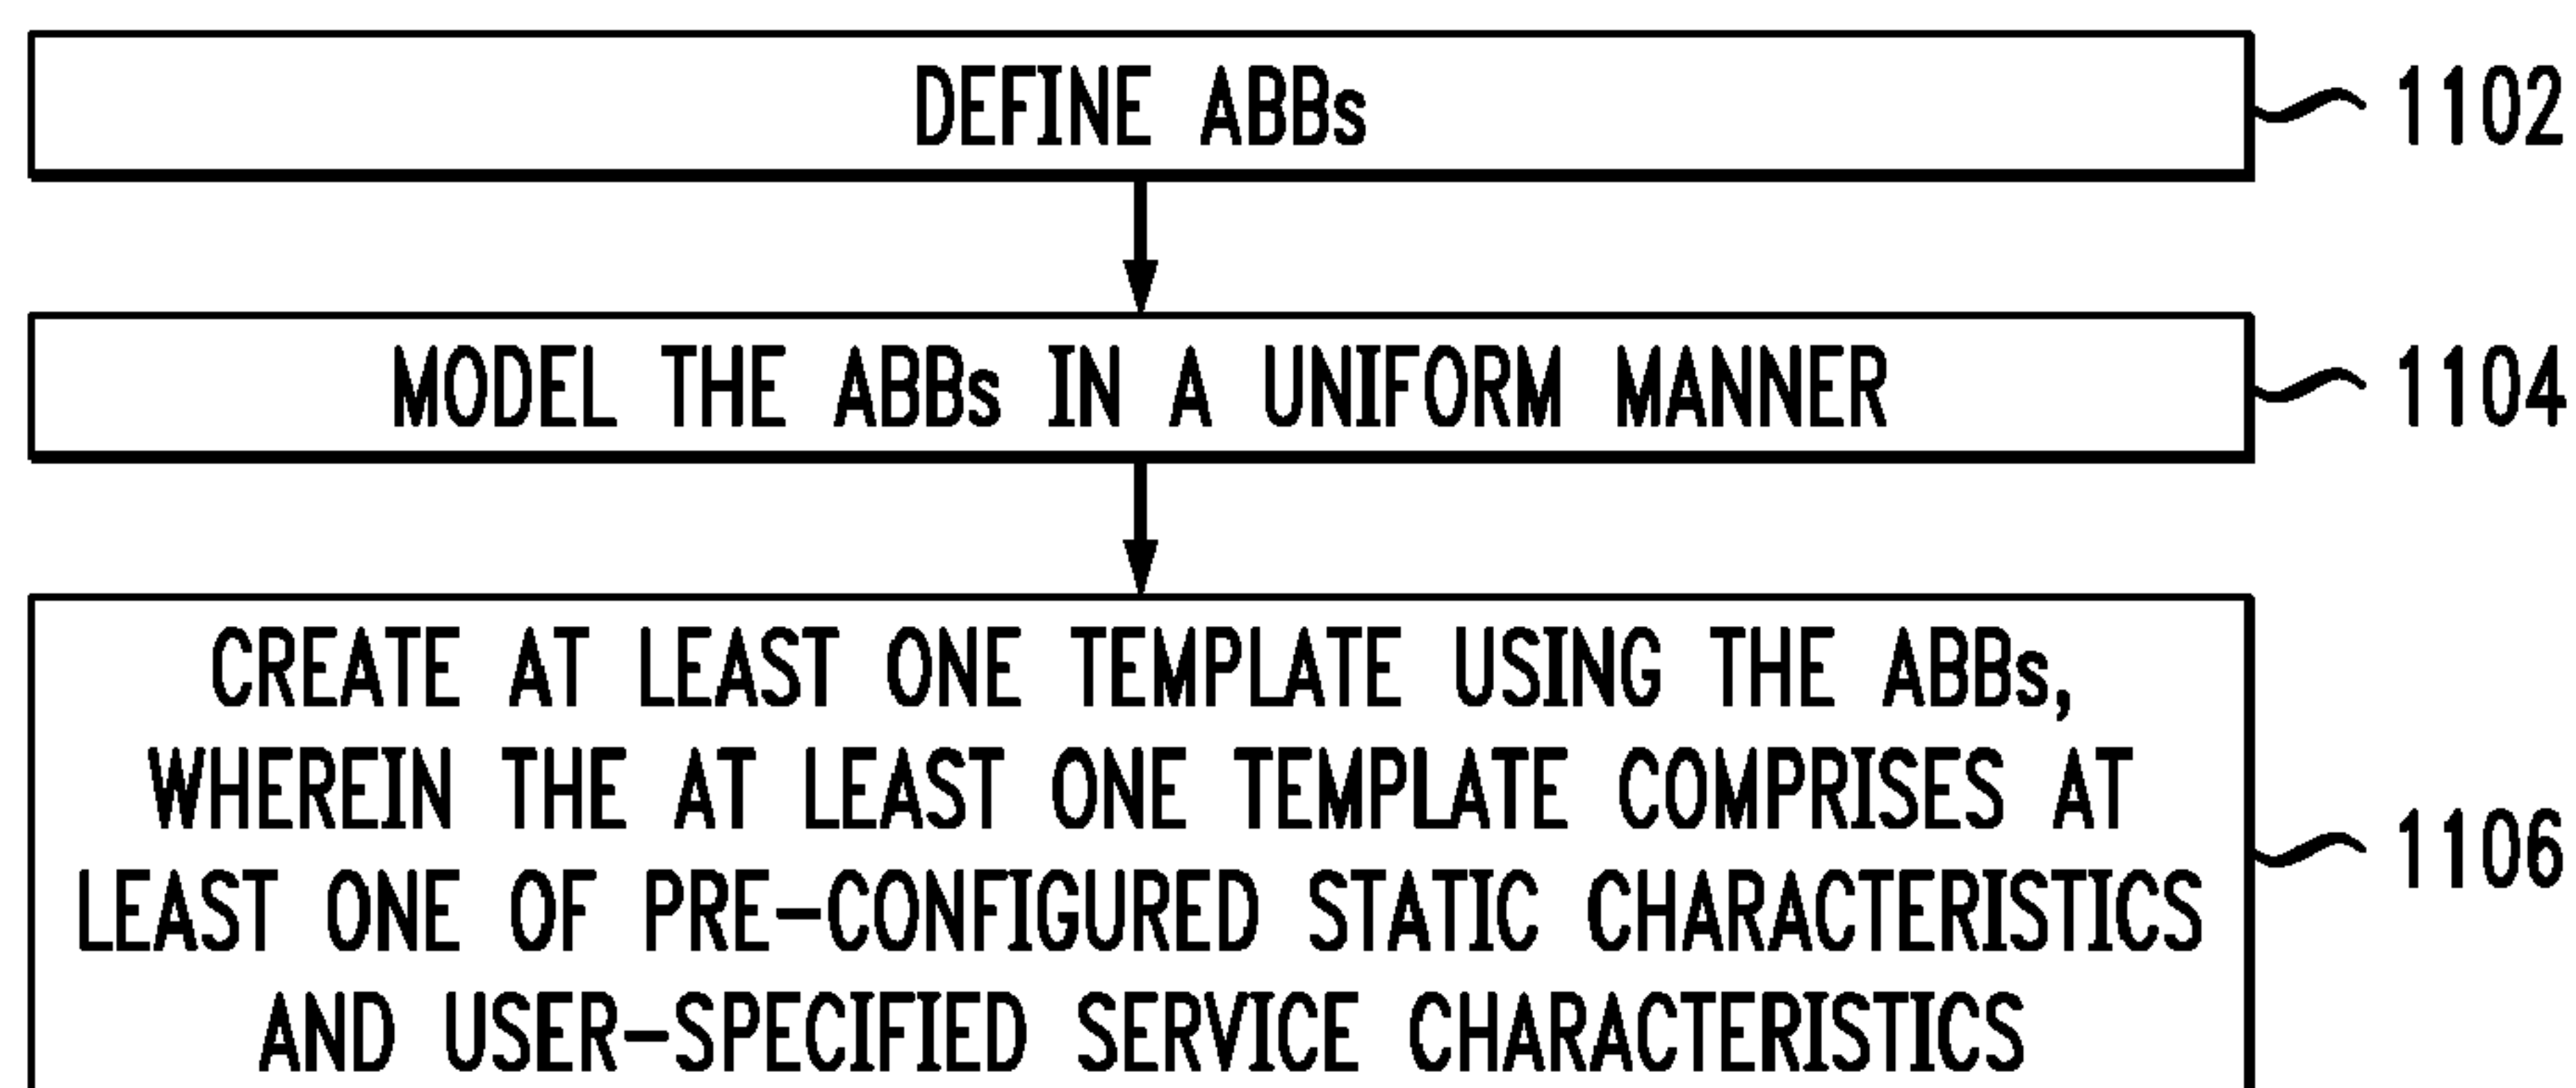 DEFINE ABBs
1102
MODEL THE ABBs IN A UNIFORM MANNER
1104
CREATE AT LEAST ONE TEMPLATE USING THE ABBs,
WHEREIN THE AT LEAST ONE TEMPLATE COMPRISES AT
LEAST ONE OF PRE-CONFIGURED STATIC CHARACTERISTICS
AND USER-SPECIFIED SERVICE CHARACTERISTICS
1106